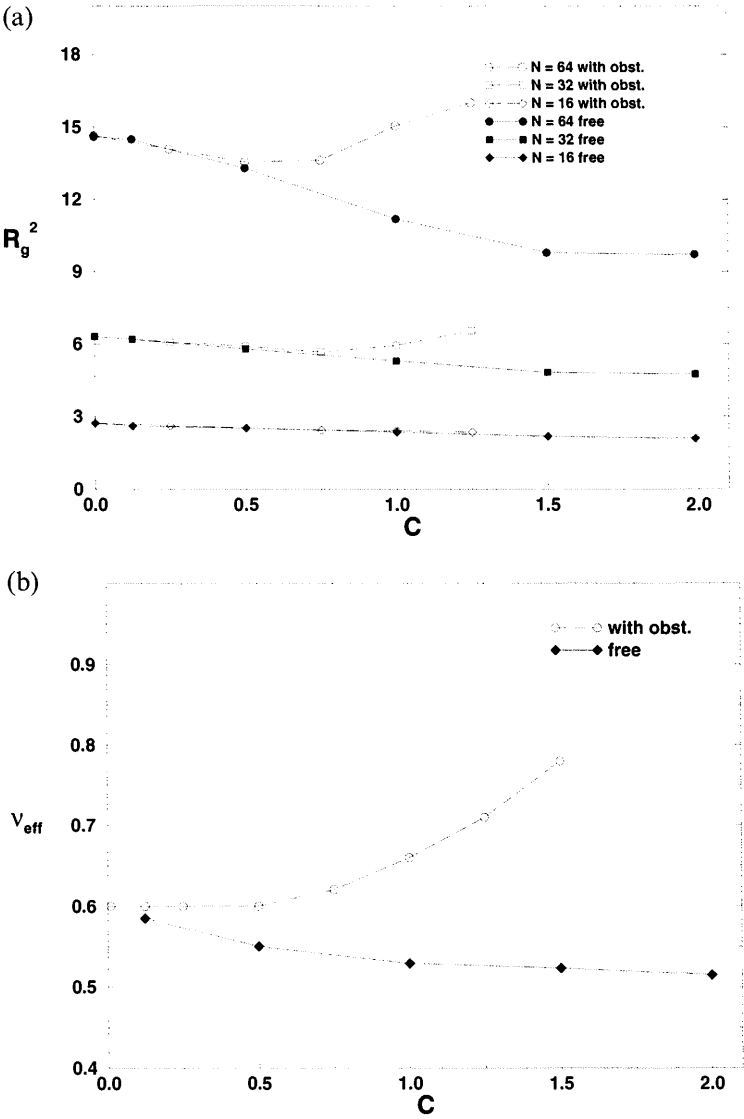 (a)
18
15
12
9
6
3
0
R_g^2
0.0 0.5 1.0 1.5 2.0
C
N = 64 with obst.
N = 32 with obst.
N = 16 with obst.
N = 64 free
N = 32 free
N = 16 free
(b)
0.9
0.8
0.7
0.6
0.5
0.4
ν_eff
0.0 0.5 1.0 1.5 2.0
C
with obst.
free